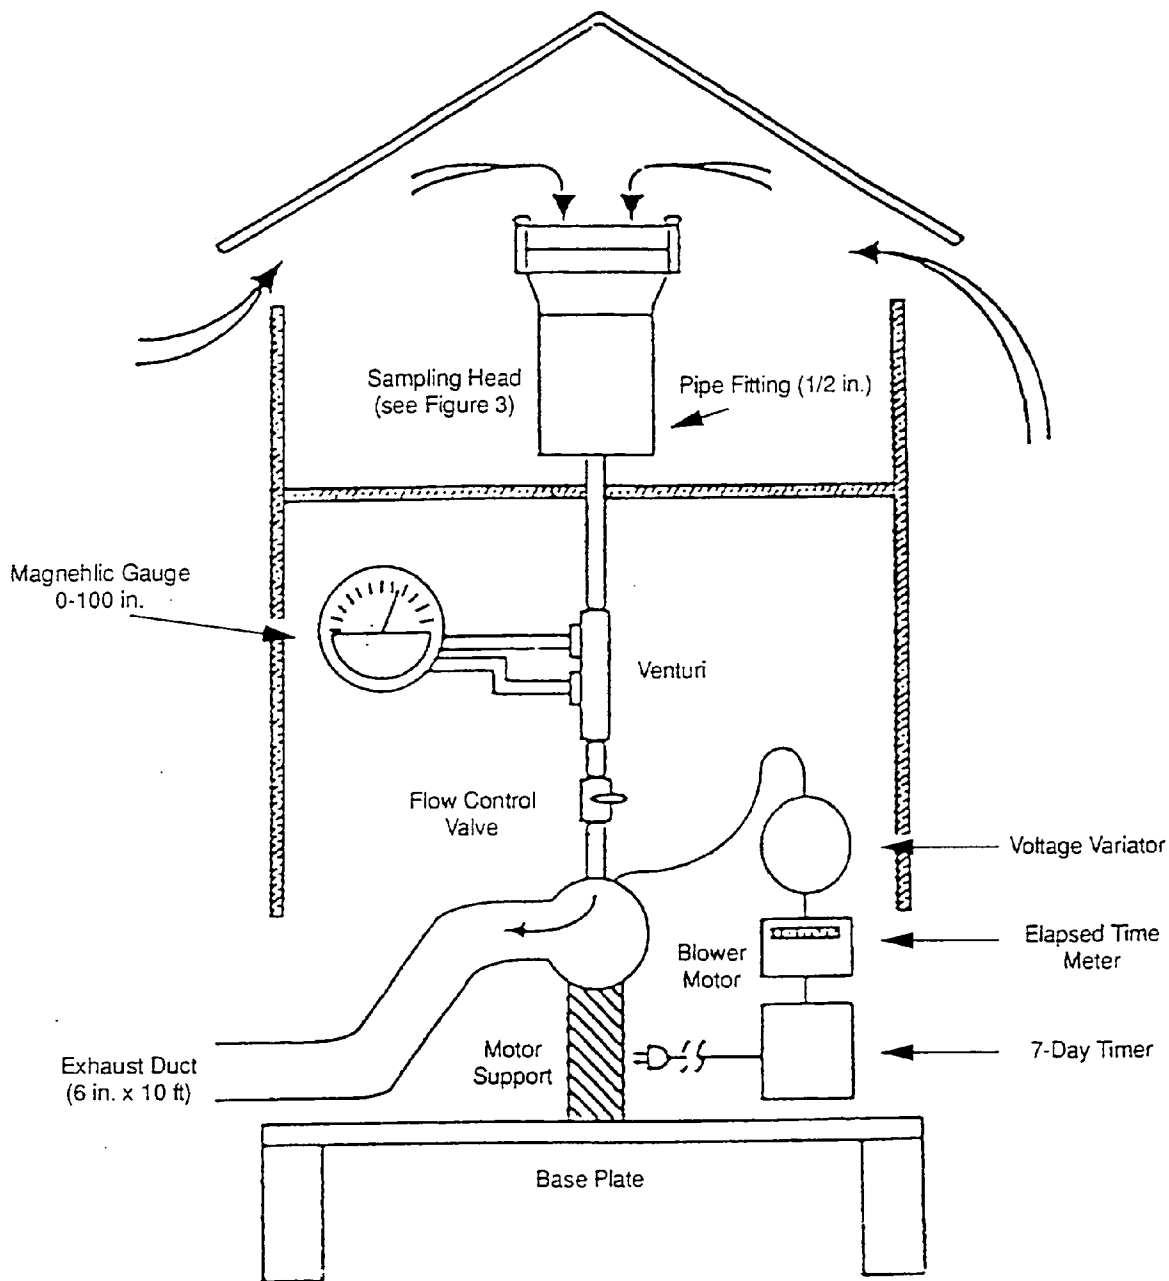 Sampling Head
(see Figure 3)
Pipe Fitting (1/2 in.)
Magnehlic Gauge
0-100 in.
Venturi
Flow Control
Valve
Voltage Variator
Blower
Motor
Elapsed Time
Meter
Exhaust Duct
(6 in. x 10 ft)
Motor
Support
7-Day Timer
Base Plate